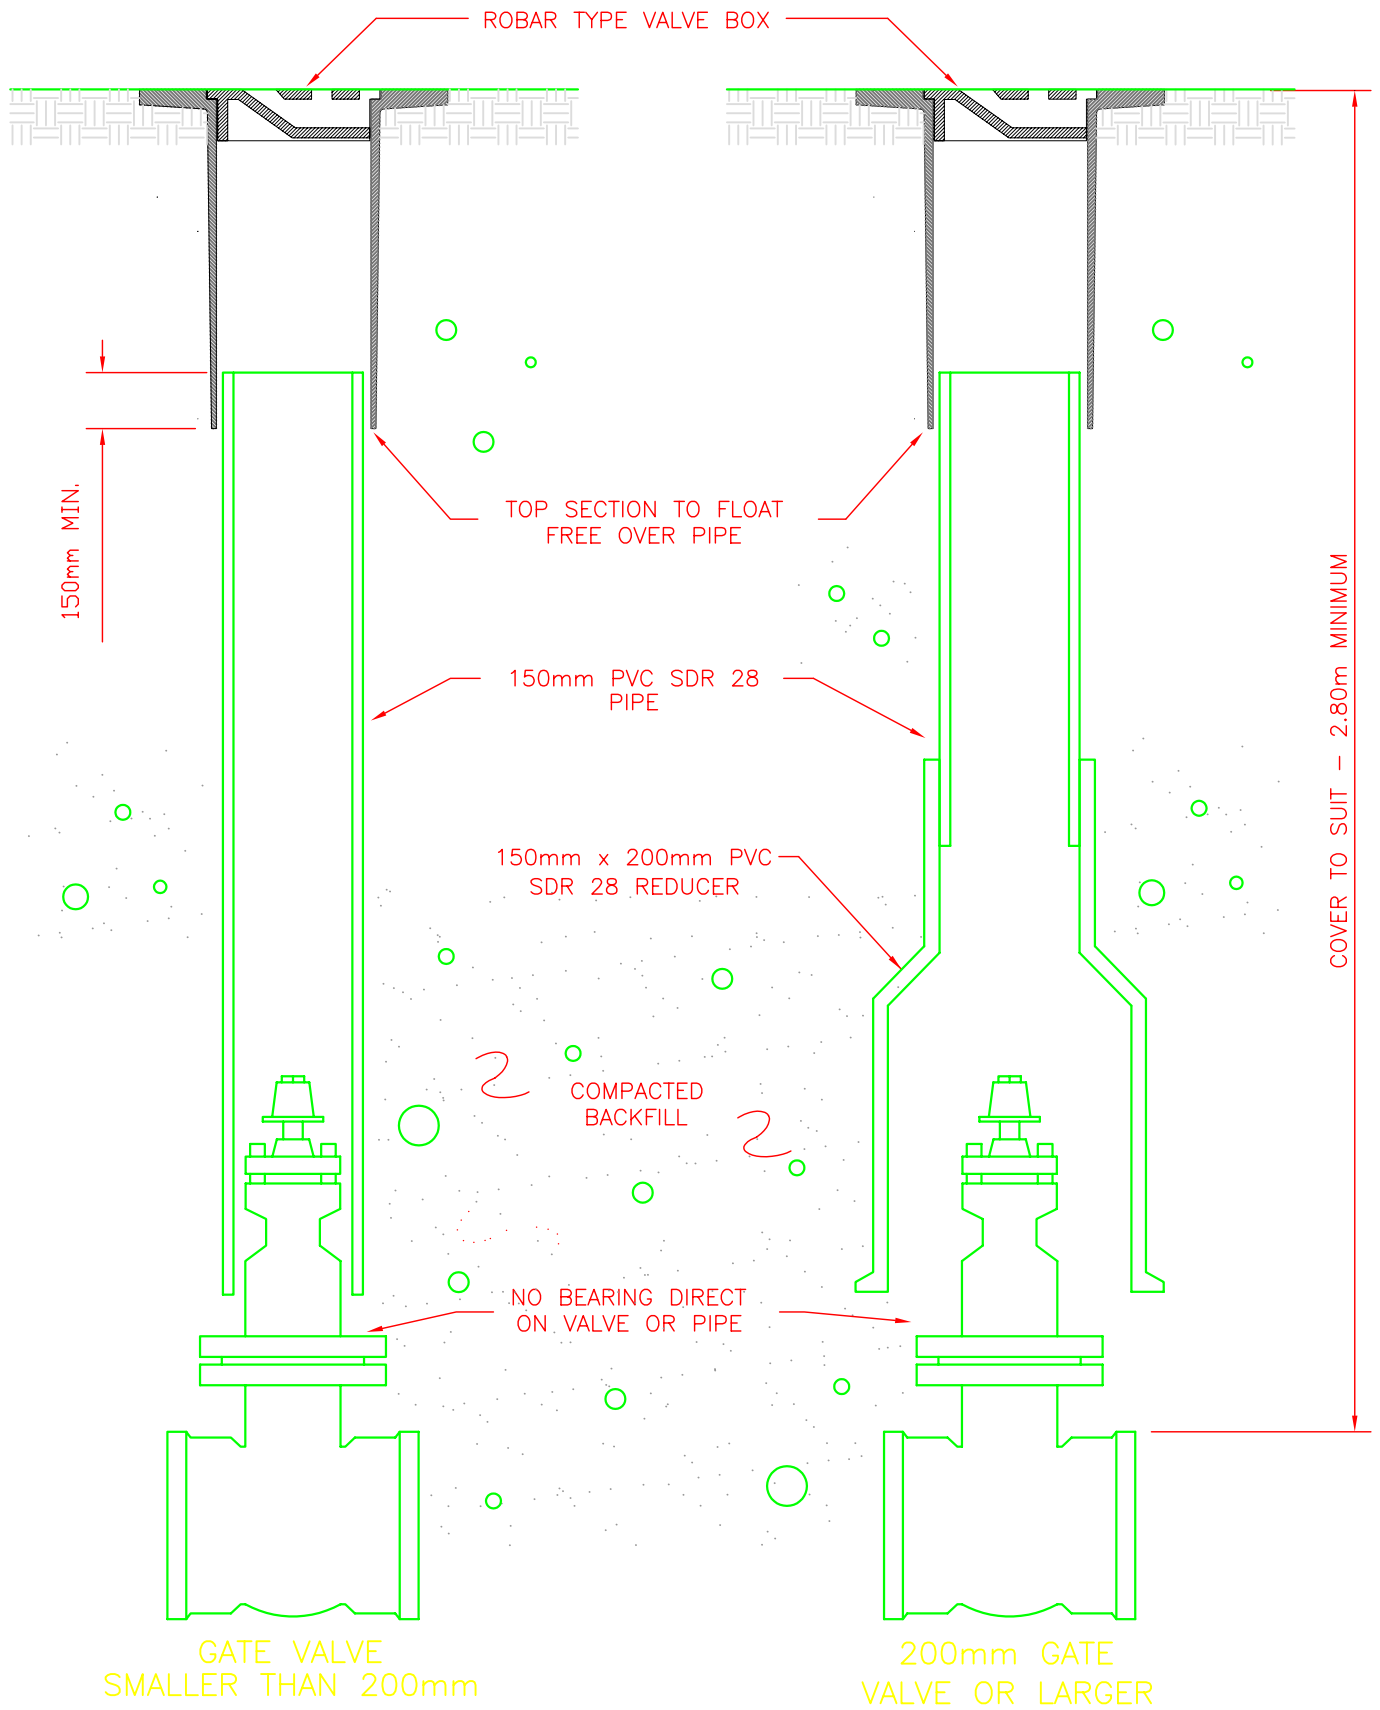 ROBAR TYPE VALVE BOX
150mm MIN.
TOP SECTION TO FLOAT
FREE OVER PIPE
150mm PVC SDR 28
PIPE
COVER TO SUIT – 2.80m MINIMUM
150mm x 200mm PVC
SDR 28 REDUCER
COMPACTED
BACKFILL
NO BEARING DIRECT
ON VALVE OR PIPE
GATE VALVE
SMALLER THAN 200mm
200mm GATE
VALVE OR LARGER